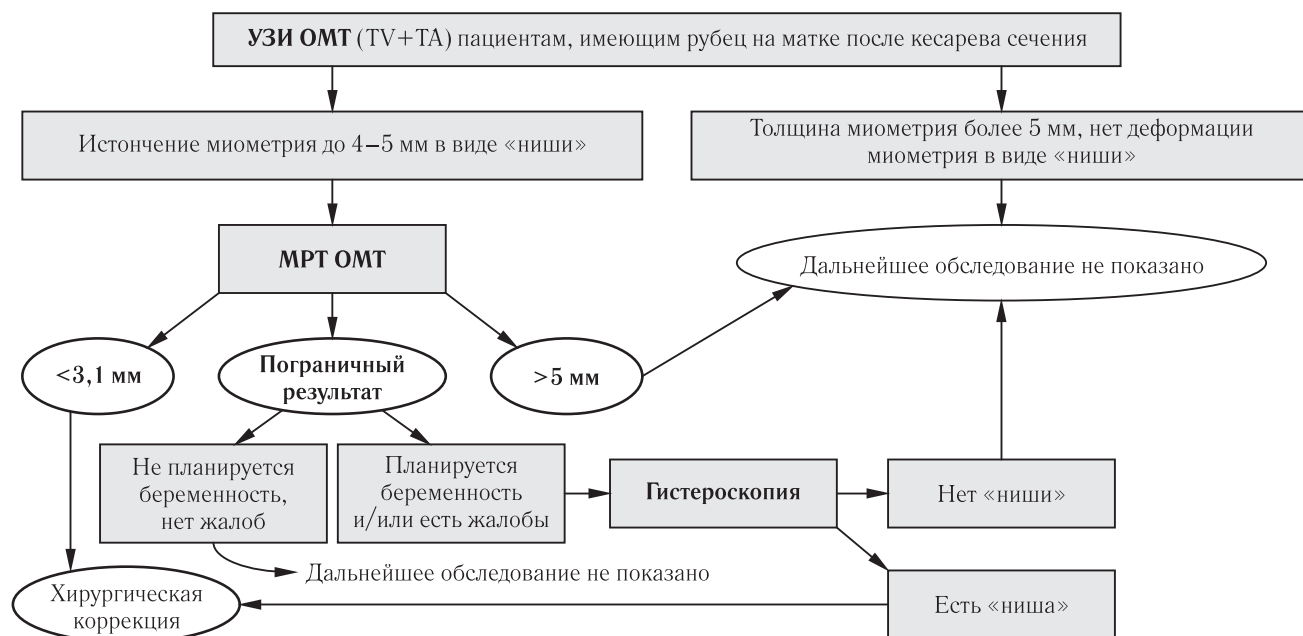 УЗИ ОМТ (TV+TA) пациентам, имеющим рубец на матке после кесарева сечения
Истончение миометрия до 4–5 мм в виде «ниши»
Толщина миометрия более 5 мм, нет деформации
миометрия в виде «ниши»
МРТ ОМТ
Дальнейшее обследование не показано
<3,1 мм
Пограничный
результат
>5 мм
Не планируется
беременность,
нет жалоб
Планируется
беременность
и/или есть жалобы
Гистероскопия
Нет «ниши»
Дальнейшее обследование не показано
Хирургическая
коррекция
Есть «ниша»